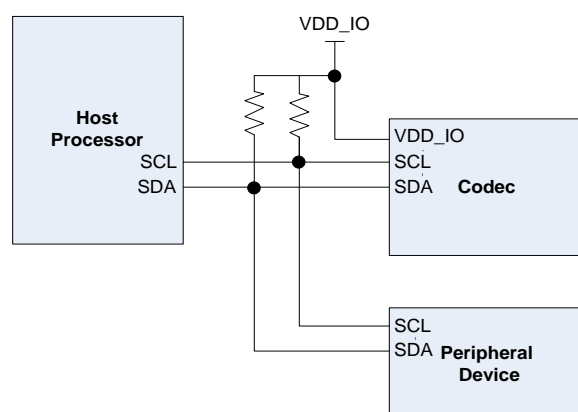 VDD_IO
Host
Processor
SCL
SDA
VDD_IO
SCL
SDA
Codec
SCL
SDA
Peripheral
Device